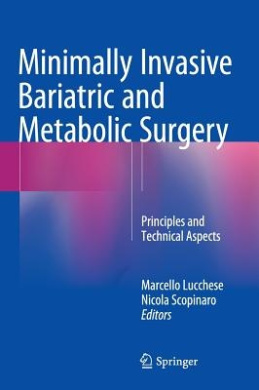 Minimally Invasive
Bariatric and
Metabolic Surgery
Principles and
Technical Aspects
Marcello Lucchese
Nicola Scopinaro
Editors
Springer